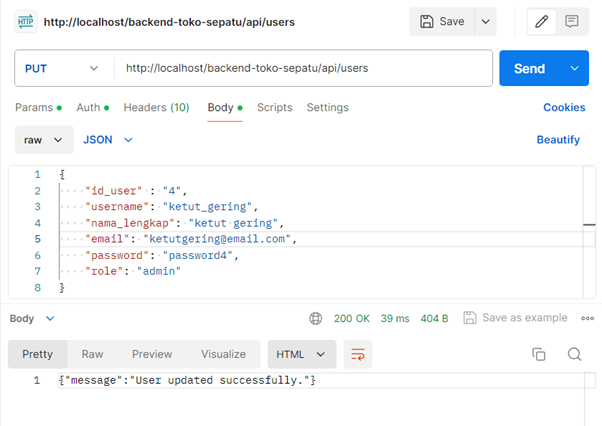 HTTP http://localhost/backend-toko-sepatu/api/users Save
PUT http://localhost/backend-toko-sepatu/api/users Send
Params Auth Headers (10) Body Scripts Settings Cookies
raw JSON Beautify
1 {
2 "id_user" : "4",
3 "username": "ketut_gering",
4 "nama_lengkap": "ketut gering",
5 "email": "ketutgering@email.com",
6 "password": "password4",
7 "role": "admin"
8 }
Body 200 OK 39 ms 404 B Save as example
Pretty Raw Preview Visualize HTML
1 {"message":"User updated successfully."}